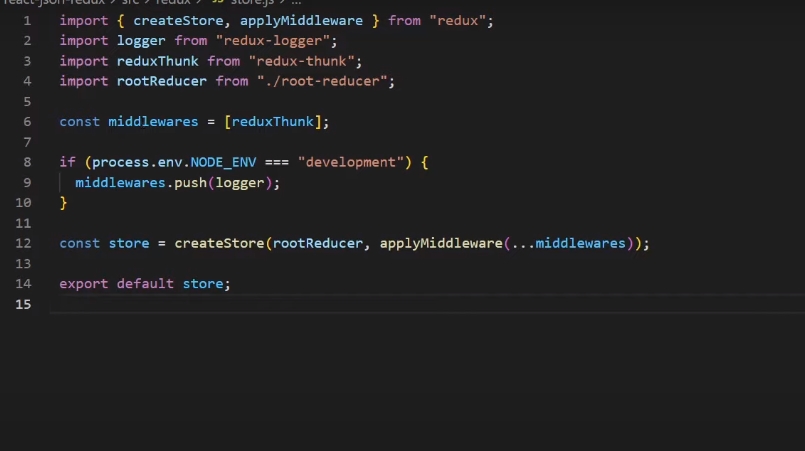 react-json-redux > src > redux > JS store.js > ...
1 import { createStore, applyMiddleware } from "redux";
2 import logger from "redux-logger";
3 import reduxThunk from "redux-thunk";
4 import rootReducer from "./root-reducer";
5
6 const middlewares = [reduxThunk];
7
8 if (process.env.NODE_ENV === "development") {
9 middlewares.push(logger);
10 }
11
12 const store = createStore(rootReducer, applyMiddleware(...middlewares));
13
14 export default store;
15